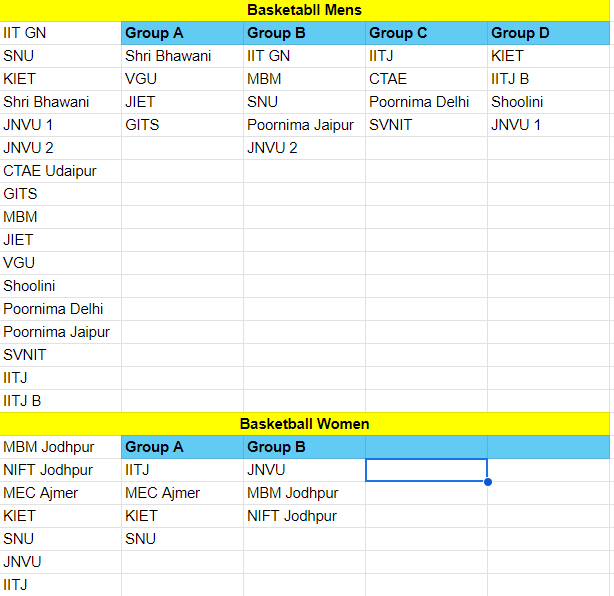 Basketabll Mens
IIT GN Group A Group B Group C Group D
SNU Shri Bhawani IIT GN IITJ KIET
KIET VGU MBM CTAE IITJ B
Shri Bhawani JIET SNU Poornima Delhi Shoolini
JNVU 1 GITS Poornima Jaipur SVNIT JNVU 1
JNVU 2 JNVU 2
CTAE Udaipur
GITS
MBM
JIET
VGU
Shoolini
Poornima Delhi
Poornima Jaipur
SVNIT
IITJ
IITJ B
Basketball Women
MBM Jodhpur Group A Group B
NIFT Jodhpur IITJ JNVU
MEC Ajmer MEC Ajmer MBM Jodhpur
KIET KIET NIFT Jodhpur
SNU SNU
JNVU
IITJ